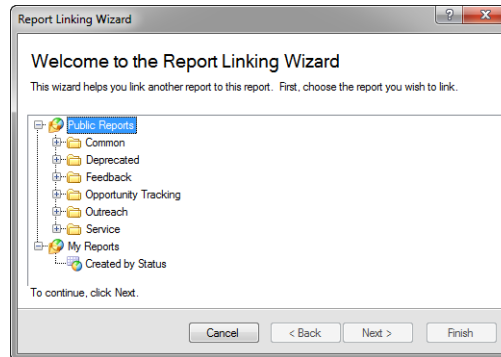 Report Linking Wizard
Welcome to the Report Linking Wizard
This wizard helps you link another report to this report. First, choose the report you wish to link.
Public Reports
Common
Deprecated
Feedback
Opportunity Tracking
Outreach
Service
My Reports
Created by Status
To continue, click Next.
Cancel < Back Next > Finish